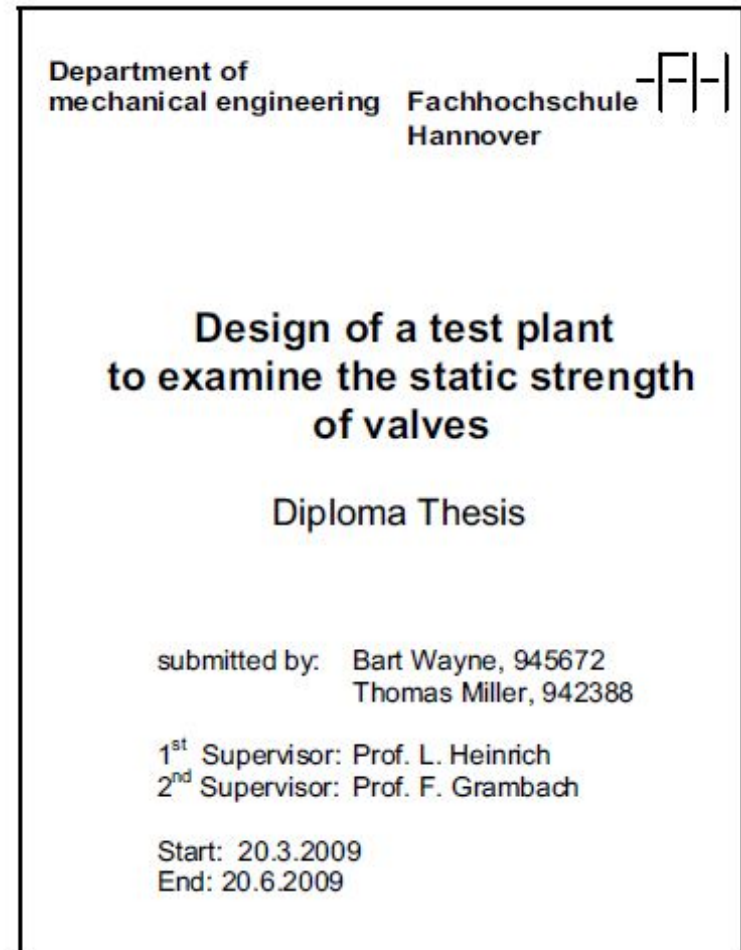 Department of
mechanical engineering Fachhochschule
Hannover
FH
Design of a test plant
to examine the static strength
of valves
Diploma Thesis
submitted by: Bart Wayne, 945672
Thomas Miller, 942388
1st Supervisor: Prof. L. Heinrich
2nd Supervisor: Prof. F. Grambach
Start: 20.3.2009
End: 20.6.2009